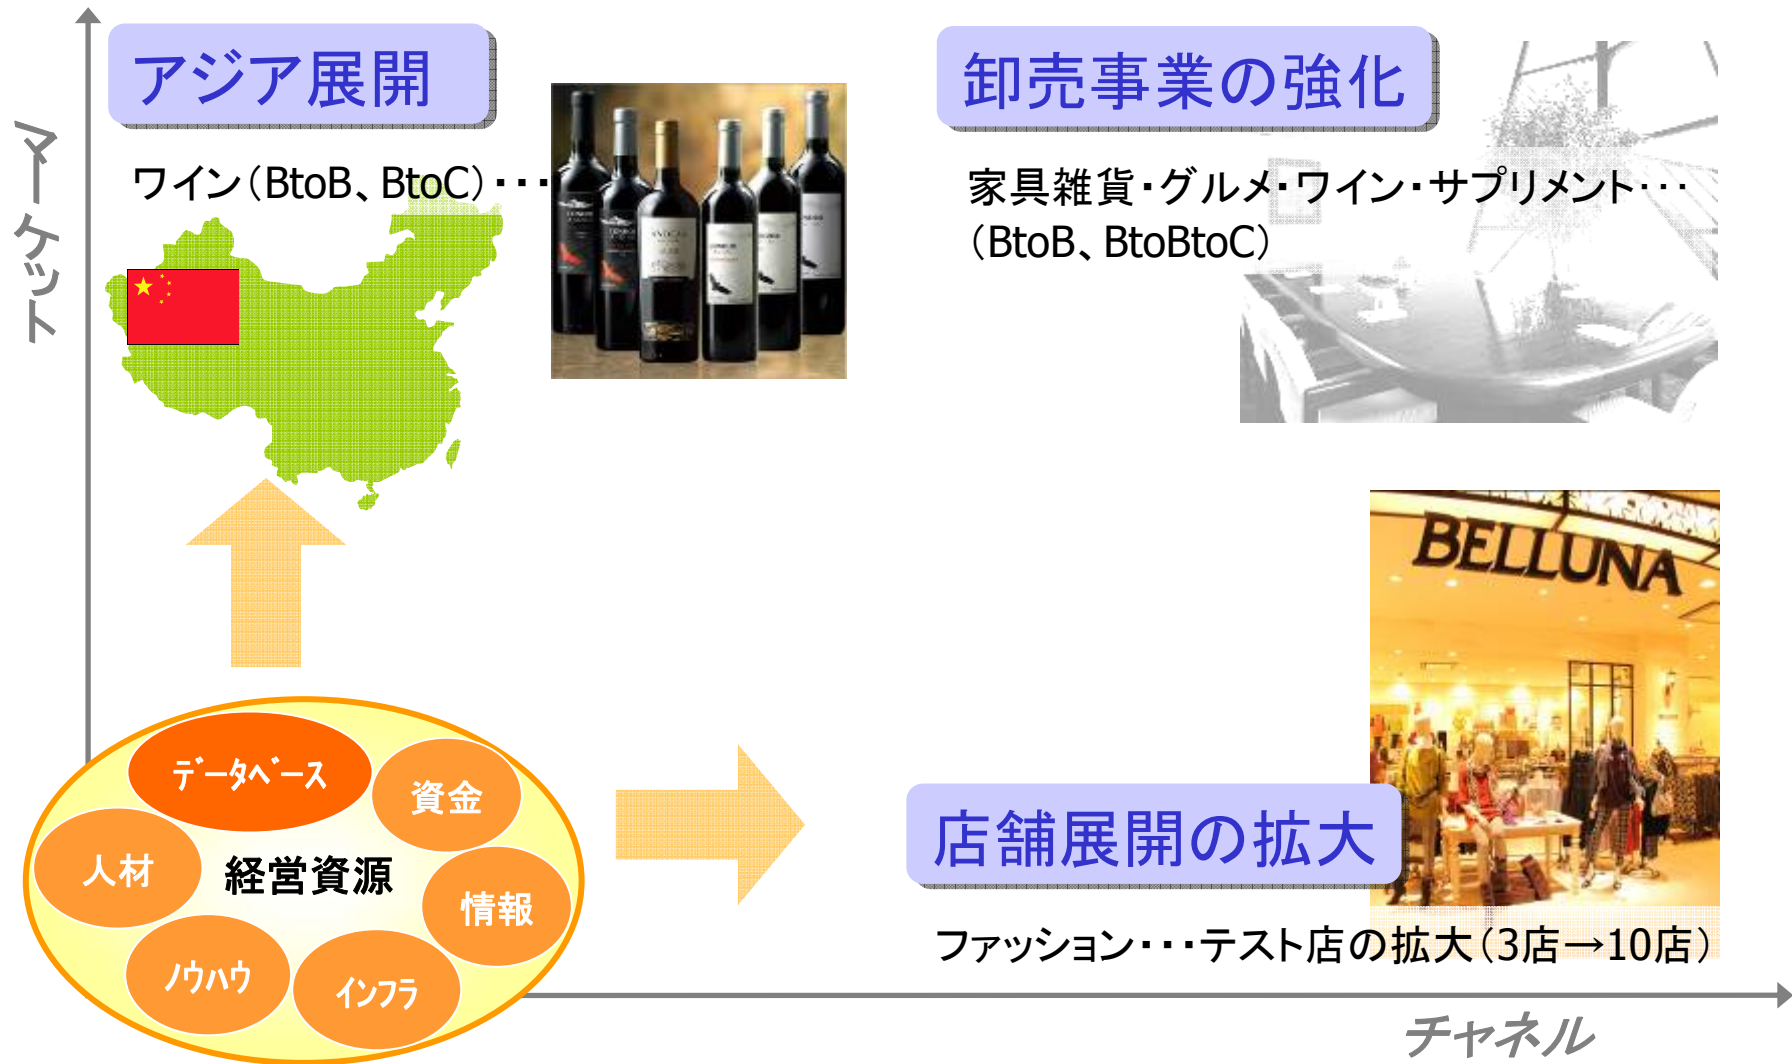 アジア展開
ワイン（BtoB、BtoC）・・・
卸売事業の強化
家具雑貨・グルメ・ワイン・サプリメント・・・
（BtoB、BtoBtoC）
マーケット
BELLUNA
データベース
資金
人材
経営資源
情報
ノウハウ
インフラ
店舗展開の拡大
ファッション・・・テスト店の拡大（3店→10店）
チャネル